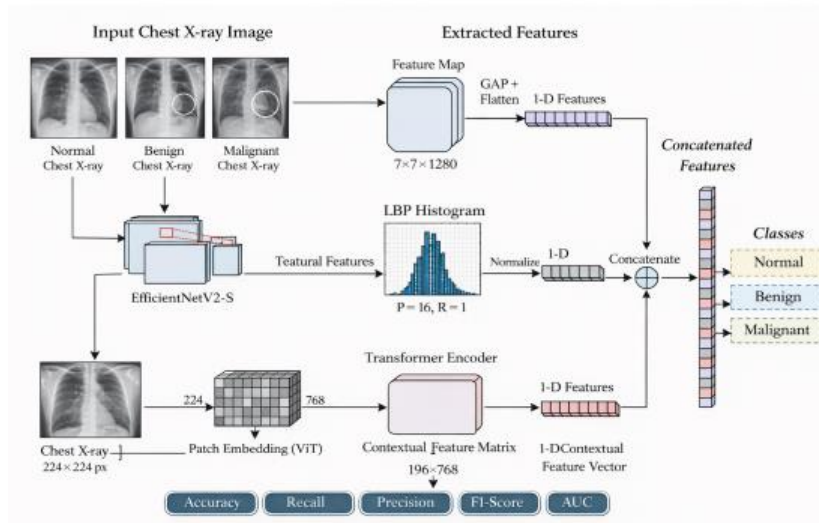 Input Chest X-ray Image
Extracted Features
Normal
Chest X-ray
Benign
Chest X-ray
Malignant
Chest X-ray
Feature Map
7×7×1280
GAP +
Flatten
1-D Features
Concatenated
Features
EfficientNetV2-S
Teatural Features
LBP Histogram
P = 16, R = 1
Normalize
1-D
Concatenate
Classes
Normal
Benign
Malignant
Chest X-ray
224×224 px
224
768
Patch Embedding (ViT)
Transformer Encoder
Contextual Feature Matrix
196×768
1-D Features
1-DContextual
Feature Vector
Accuracy
Recall
Precision
F1-Score
AUC